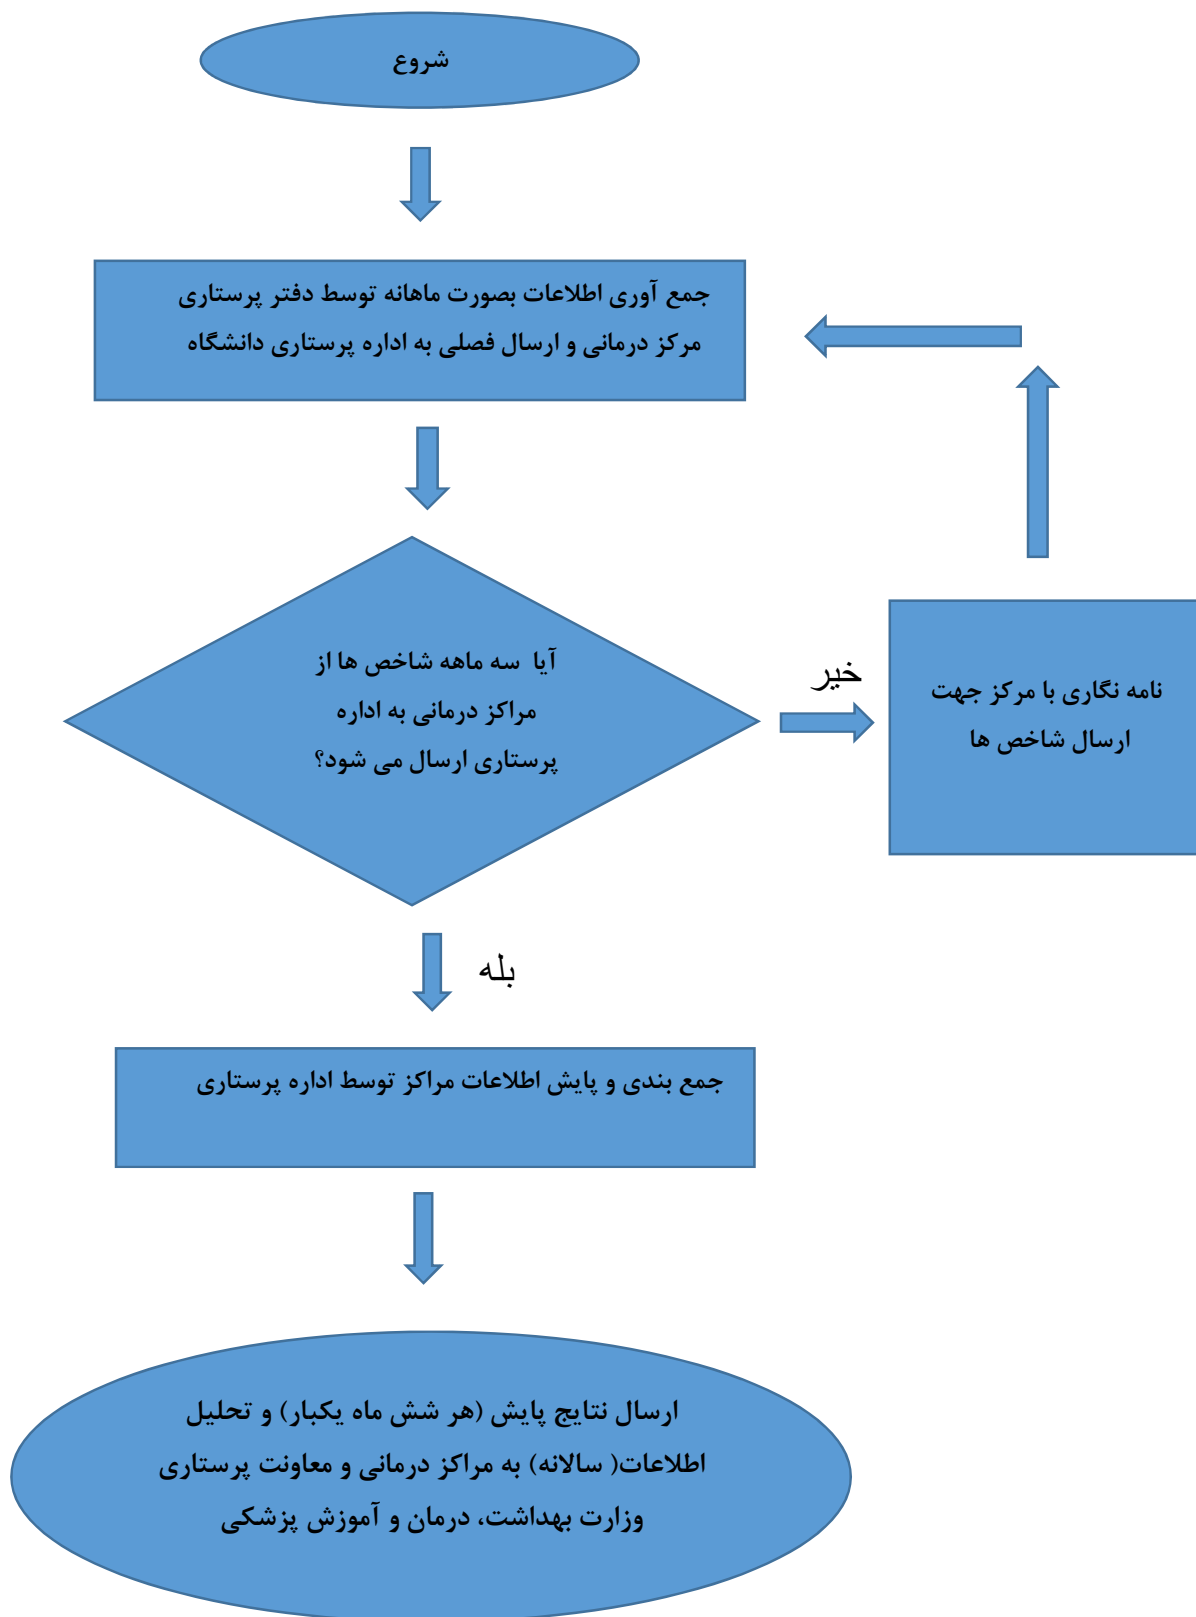 شروع
جمع آوری اطلاعات بصورت ماهانه توسط دفتر پرستاری
مرکز درمانی و ارسال فصلی به اداره پرستاری دانشگاه
آیا سه ماهه شاخص ها از
مراکز درمانی به اداره
پرستاری ارسال می شود؟
خیر
نامه نگاری با مرکز جهت
ارسال شاخص ها
بله
جمع بندی و پایش اطلاعات مراکز توسط اداره پرستاری
ارسال نتایج پایش (هر شش ماه یکبار) و تحلیل
اطلاعات( سالانه) به مراکز درمانی و معاونت پرستاری
وزارت بهداشت، درمان و آموزش پزشکی